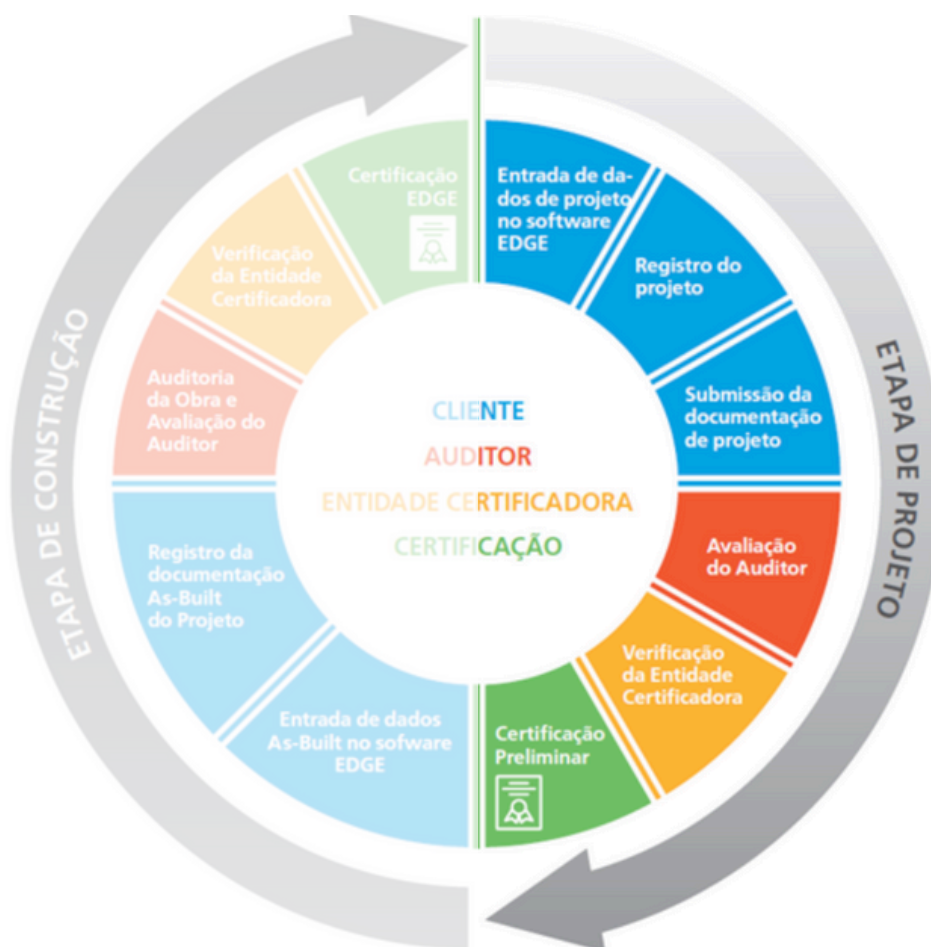 Entrada de da-
dos de projeto
no software
EDGE
Registro do
projeto
Submissão da
documentação
de projeto
Avaliação
do Auditor
Verificação
da Entidade
Certificadora
Certificação
Preliminar
Entrada de dados
As-Built no sofware
EDGE
Registro da
documentação
As-Built
do Projeto
Auditoria
da Obra e
Avaliação do
Auditor
Verificação
da Entidade
Certificadora
Certificação
EDGE
CLIENTE
AUDITOR
ENTIDADE CERTIFICADORA
CERTIFICAÇÃO
ETAPA DE PROJETO
ETAPA DE CONSTRUÇÃO